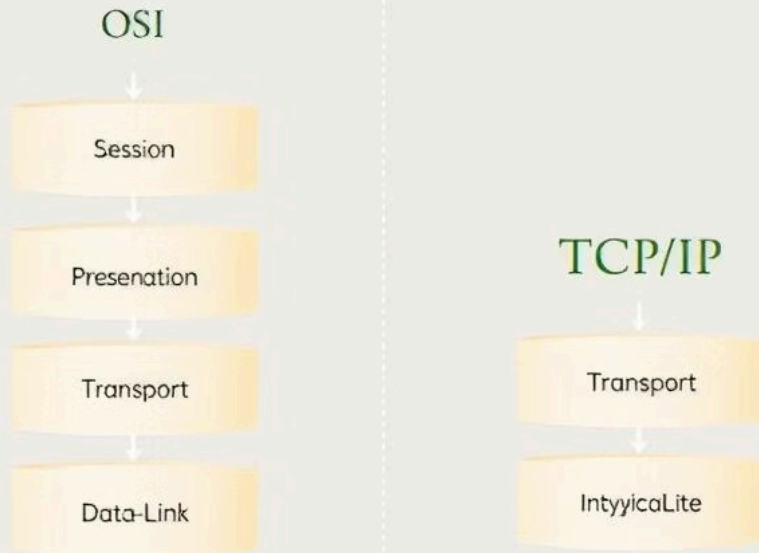 OSI
Session
Presenation
Transport
Data-Link
TCP/IP
Transport
IntyyicaLite